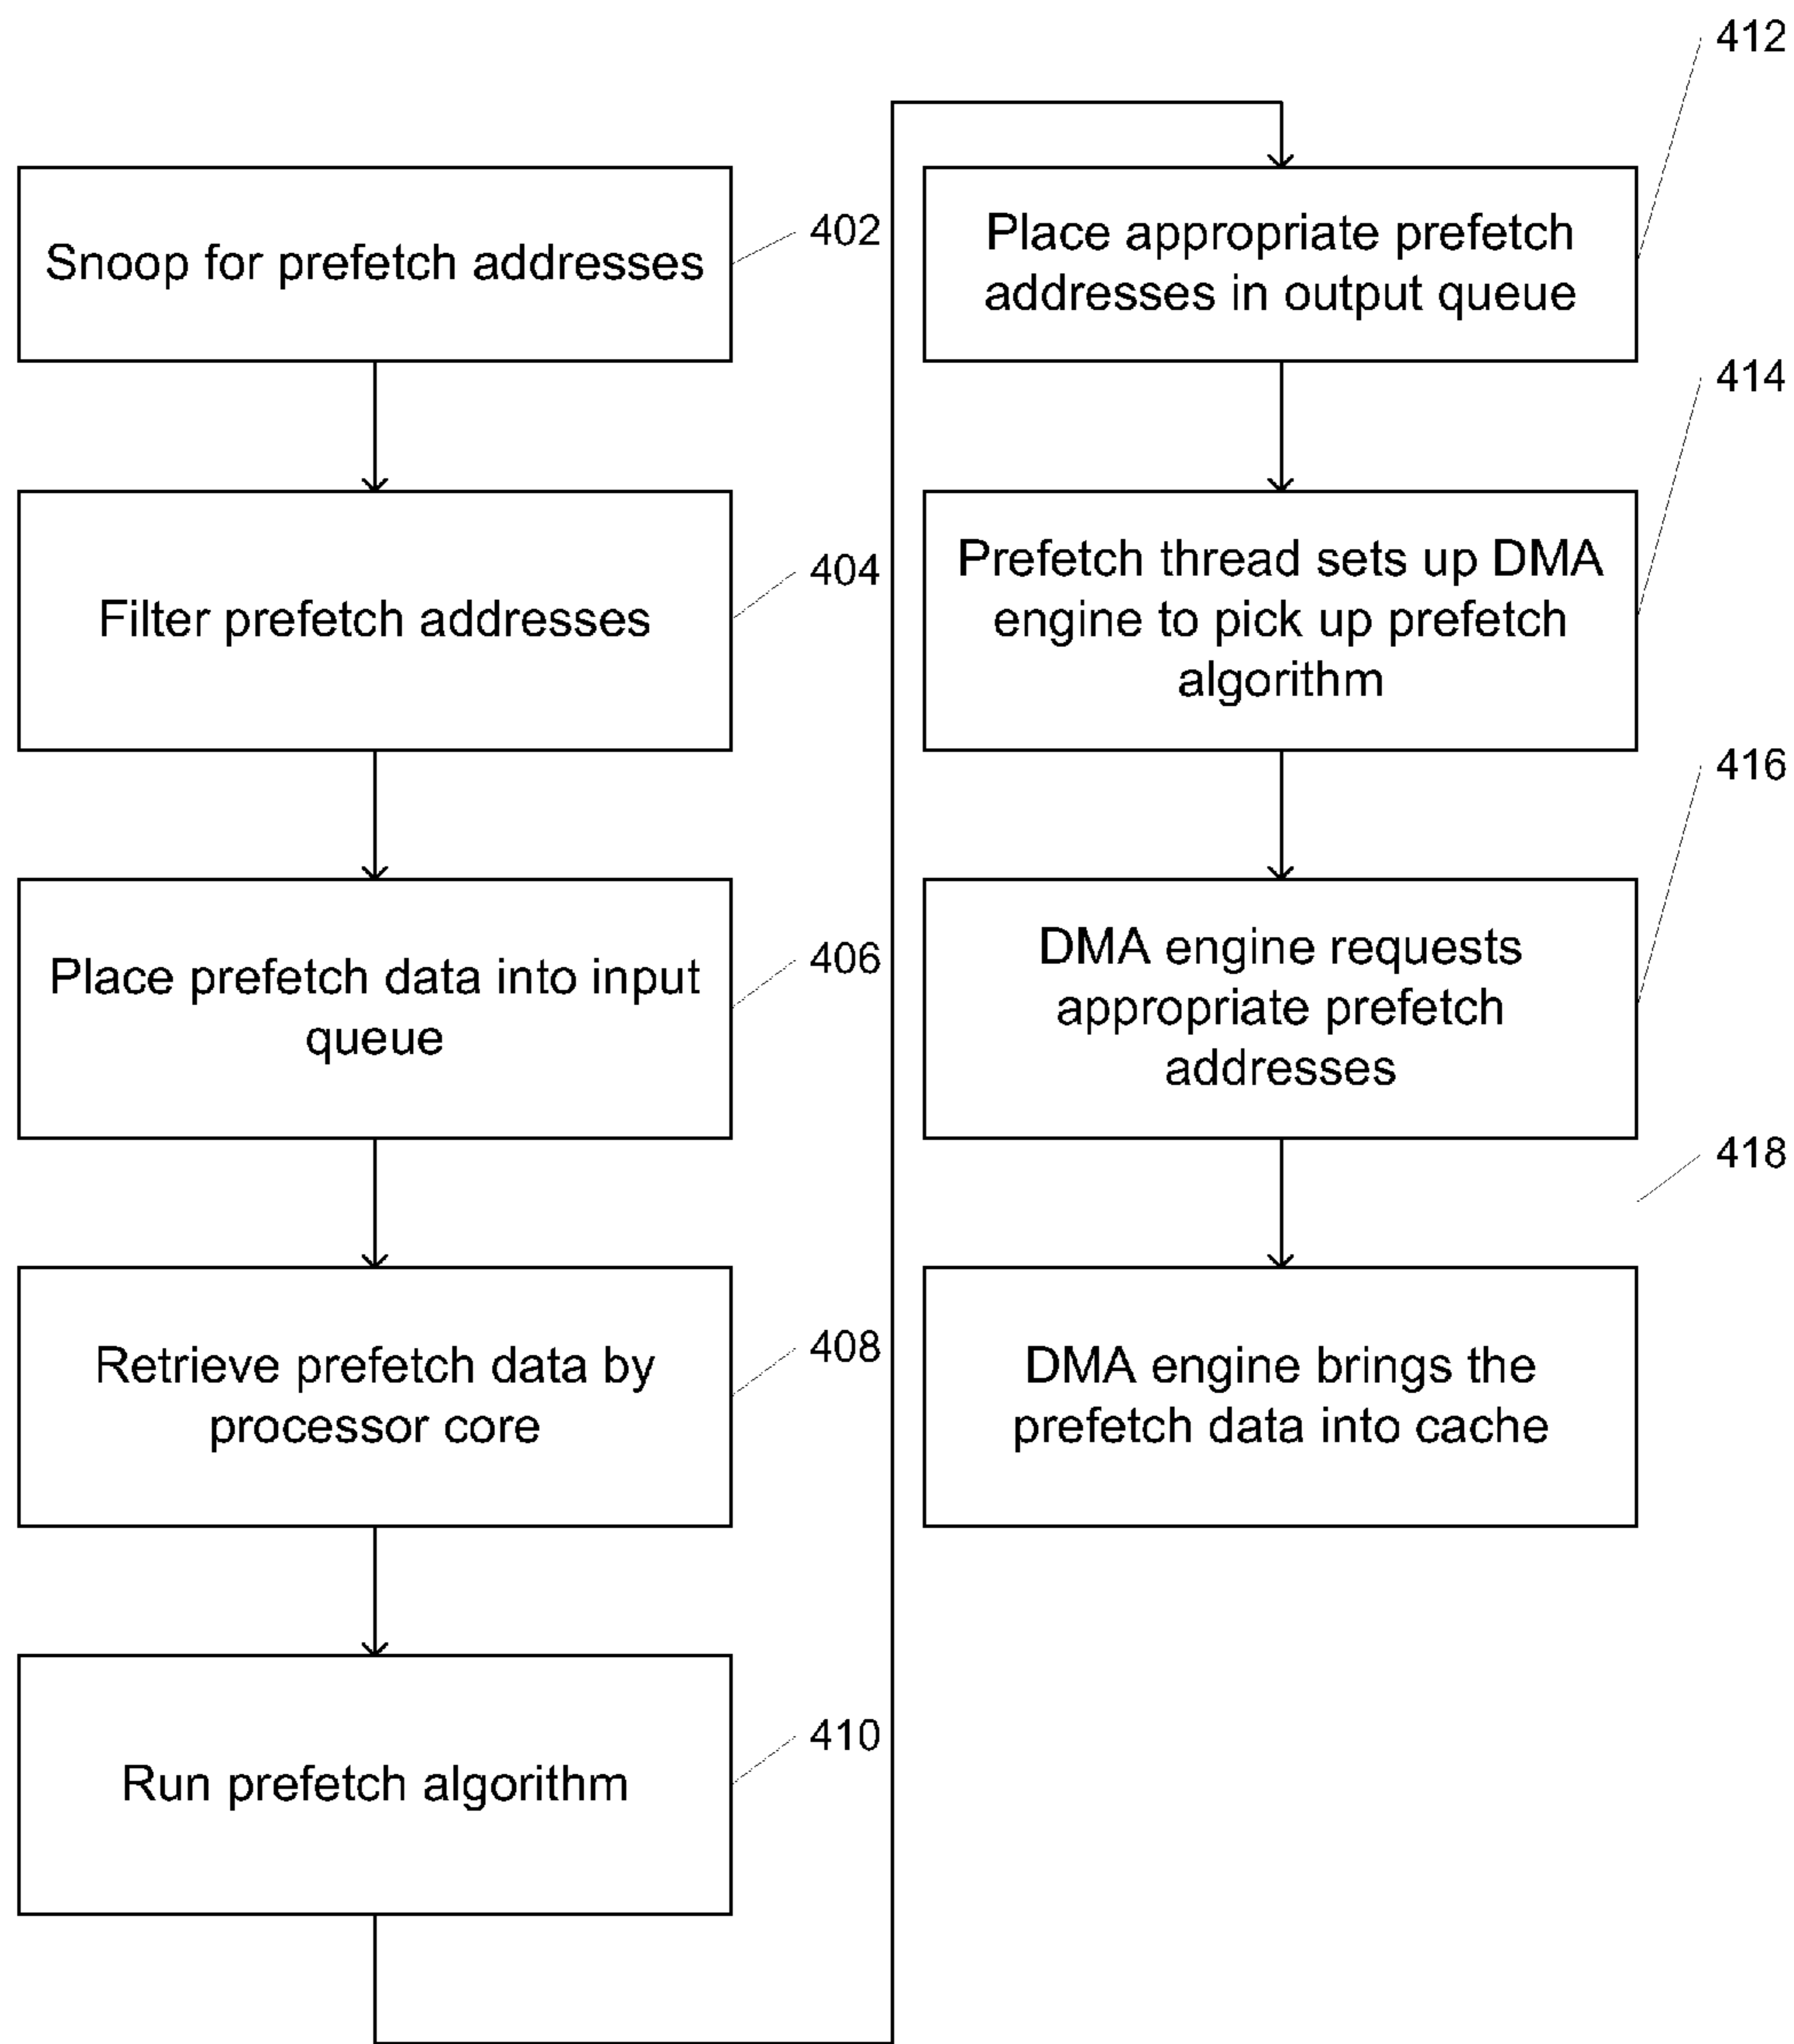 Snoop for prefetch addresses
402
Filter prefetch addresses
404
Place prefetch data into input
queue
406
Retrieve prefetch data by
processor core
408
Run prefetch algorithm
410
Place appropriate prefetch
addresses in output queue
412
Prefetch thread sets up DMA
engine to pick up prefetch
algorithm
414
DMA engine requests
appropriate prefetch
addresses
416
DMA engine brings the
prefetch data into cache
418